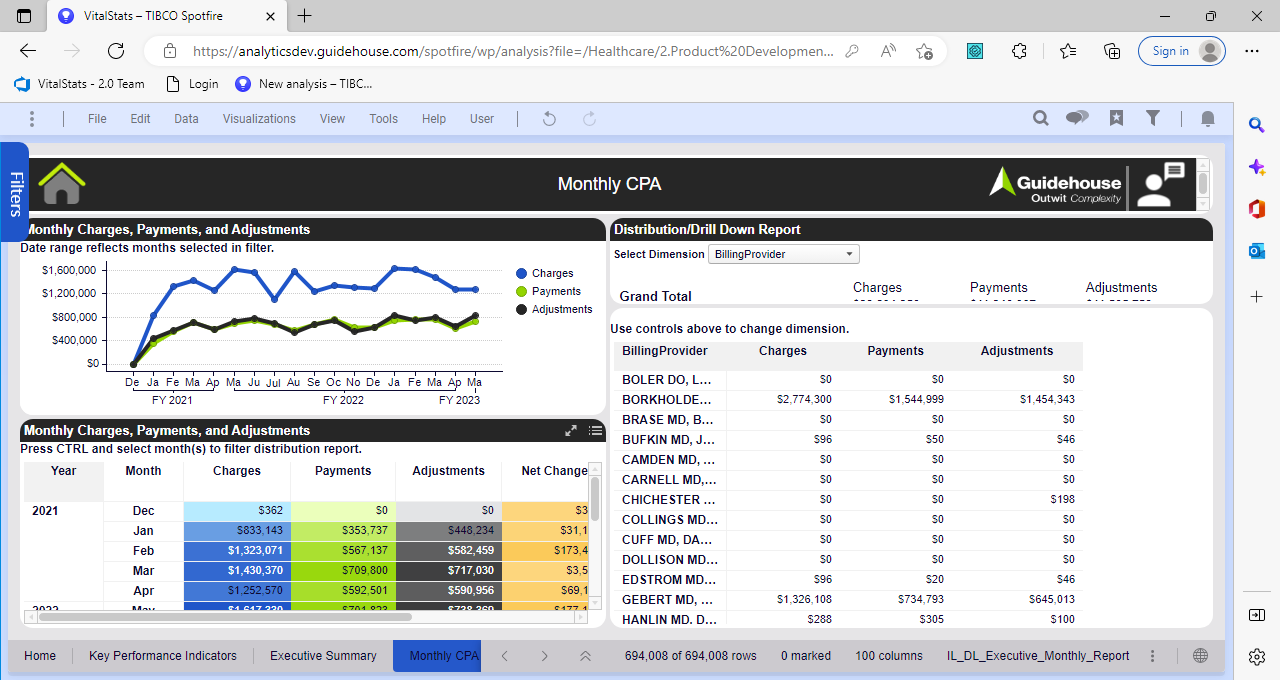 VitalStats – TIBCO Spotfire
https://analyticsdev.guidehouse.com/spotfire/wp/analysis?file=/Healthcare/2.Product%20Developmen...
Sign in
VitalStats - 2.0 Team
Login
New analysis – TIBC...
File Edit Data Visualizations View Tools Help User
Filters
Monthly CPA
Guidehouse
Outwit Complexity
Monthly Charges, Payments, and Adjustments
Date range reflects months selected in filter.
$1,600,000
$1,200,000
$800,000
$400,000
$0
De Ja Fe Ma Ap Ma Ju Jul Au Se Oc No De Ja Fe Ma Ap Ma
FY 2021 FY 2022 FY 2023
Charges
Payments
Adjustments
Monthly Charges, Payments, and Adjustments
Press CTRL and select month(s) to filter distribution report.
Year Month Charges Payments Adjustments Net Change
2021 Dec $362 $0 $0 $3
Jan $833,143 $353,737 $448,234 $31,1
Feb $1,323,071 $567,137 $582,459 $173,4
Mar $1,430,370 $709,800 $717,030 $3,5
Apr $1,252,570 $592,501 $590,956 $69,1
2022 May
Distribution/Drill Down Report
Select Dimension BillingProvider
Charges Payments Adjustments
Grand Total
Use controls above to change dimension.
BillingProvider Charges Payments Adjustments
BOLER DO, L... $0 $0 $0
BORKHOLDE... $2,774,300 $1,544,999 $1,454,343
BRASE MD, B... $0 $0 $0
BUFKIN MD, J... $96 $50 $46
CAMDEN MD, ... $0 $0 $0
CARNELL MD,... $0 $0 $0
CHICHESTER ... $0 $0 $198
COLLINGS MD... $0 $0 $0
CUFF MD, DA... $0 $0 $0
DOLLISON MD... $0 $0 $0
EDSTROM MD... $96 $20 $46
GEBERT MD, ... $1,326,108 $734,793 $645,013
HANLIN MD, D... $288 $305 $100
Home Key Performance Indicators Executive Summary Monthly CPA 694,008 of 694,008 rows 0 marked 100 columns IL_DL_Executive_Monthly_Report